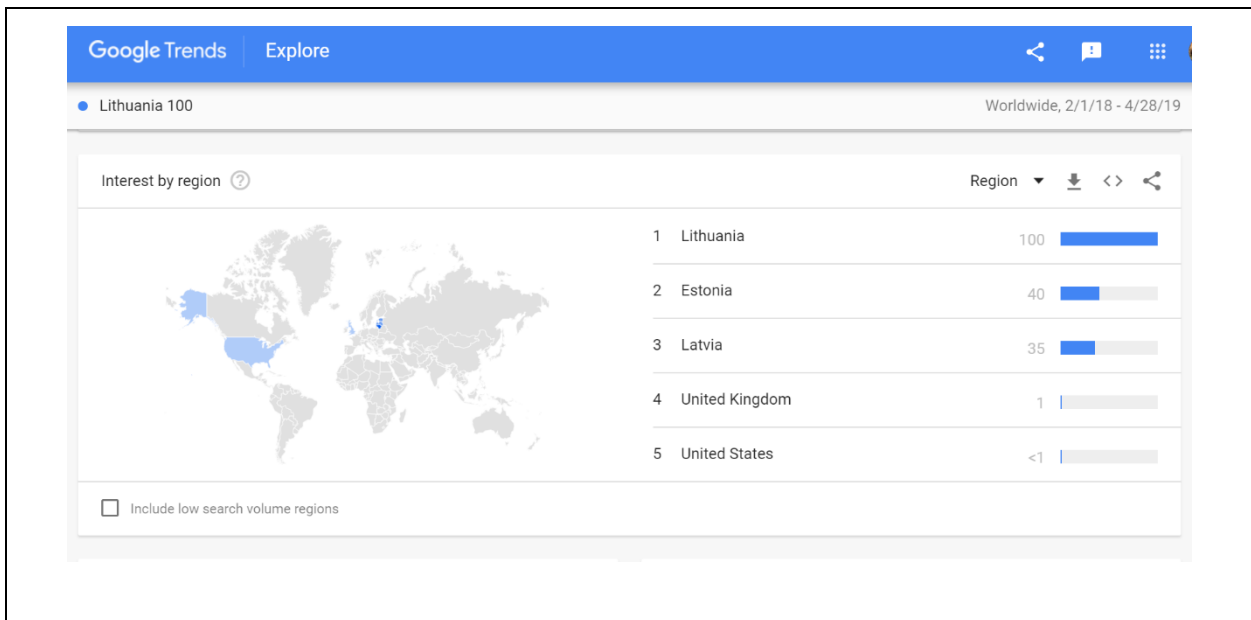 Google Trends Explore
Lithuania 100 Worldwide, 2/1/18 - 4/28/19
Interest by region ? Region <>
1 Lithuania 100
2 Estonia 40
3 Latvia 35
4 United Kingdom 1
5 United States <1
Include low search volume regions